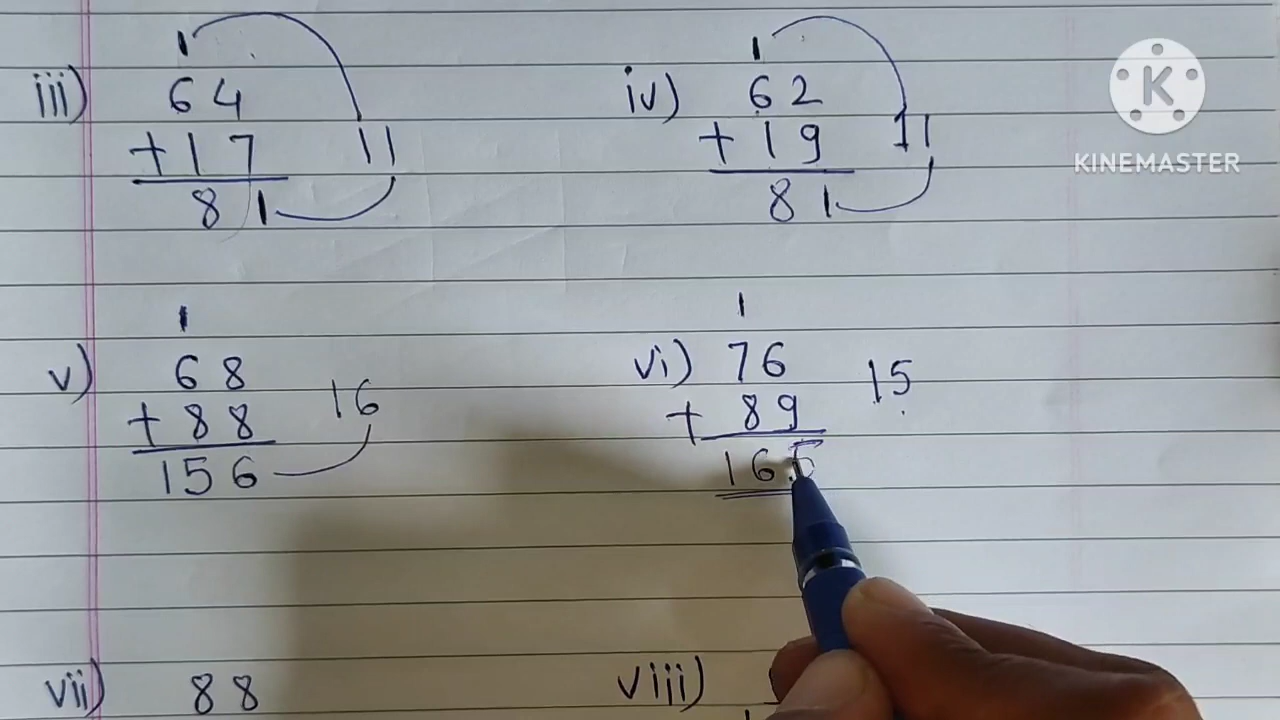 1 1
iii) 64 iv) 62
+17 11 +19 11
81 81
1 1
v) 68 vi) 76
+88 16 +89 15
156 165
vii) 88 viii)
K
KINEMASTER